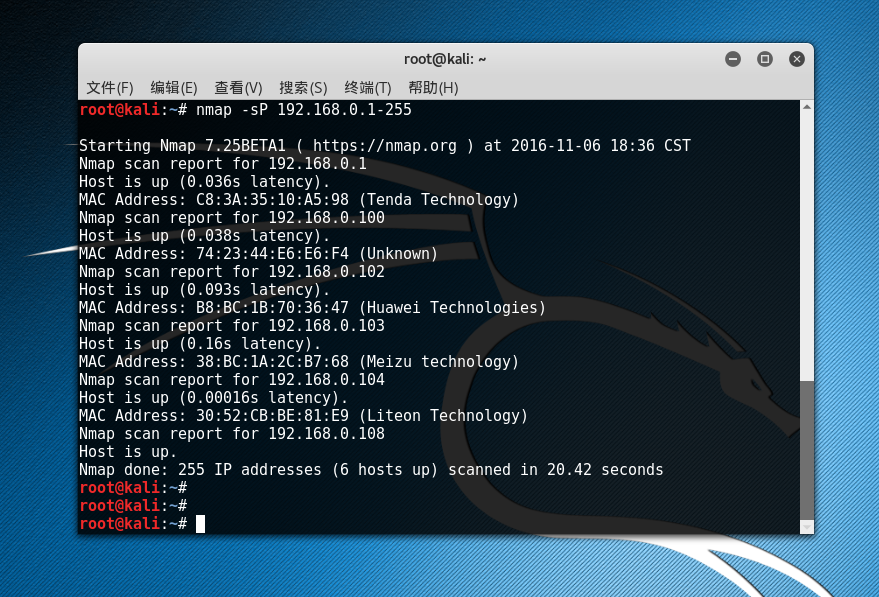 root@kali: ~
文件(F) 编辑(E) 查看(V) 搜索(S) 终端(T) 帮助(H)
root@kali:~# nmap -sP 192.168.0.1-255
Starting Nmap 7.25BETA1 ( https://nmap.org ) at 2016-11-06 18:36 CST
Nmap scan report for 192.168.0.1
Host is up (0.036s latency).
MAC Address: C8:3A:35:10:A5:98 (Tenda Technology)
Nmap scan report for 192.168.0.100
Host is up (0.038s latency).
MAC Address: 74:23:44:E6:E6:F4 (Unknown)
Nmap scan report for 192.168.0.102
Host is up (0.093s latency).
MAC Address: B8:BC:1B:70:36:47 (Huawei Technologies)
Nmap scan report for 192.168.0.103
Host is up (0.16s latency).
MAC Address: 38:BC:1A:2C:B7:68 (Meizu technology)
Nmap scan report for 192.168.0.104
Host is up (0.00016s latency).
MAC Address: 30:52:CB:BE:81:E9 (Liteon Technology)
Nmap scan report for 192.168.0.108
Host is up.
Nmap done: 255 IP addresses (6 hosts up) scanned in 20.42 seconds
root@kali:~#
root@kali:~#
root@kali:~#